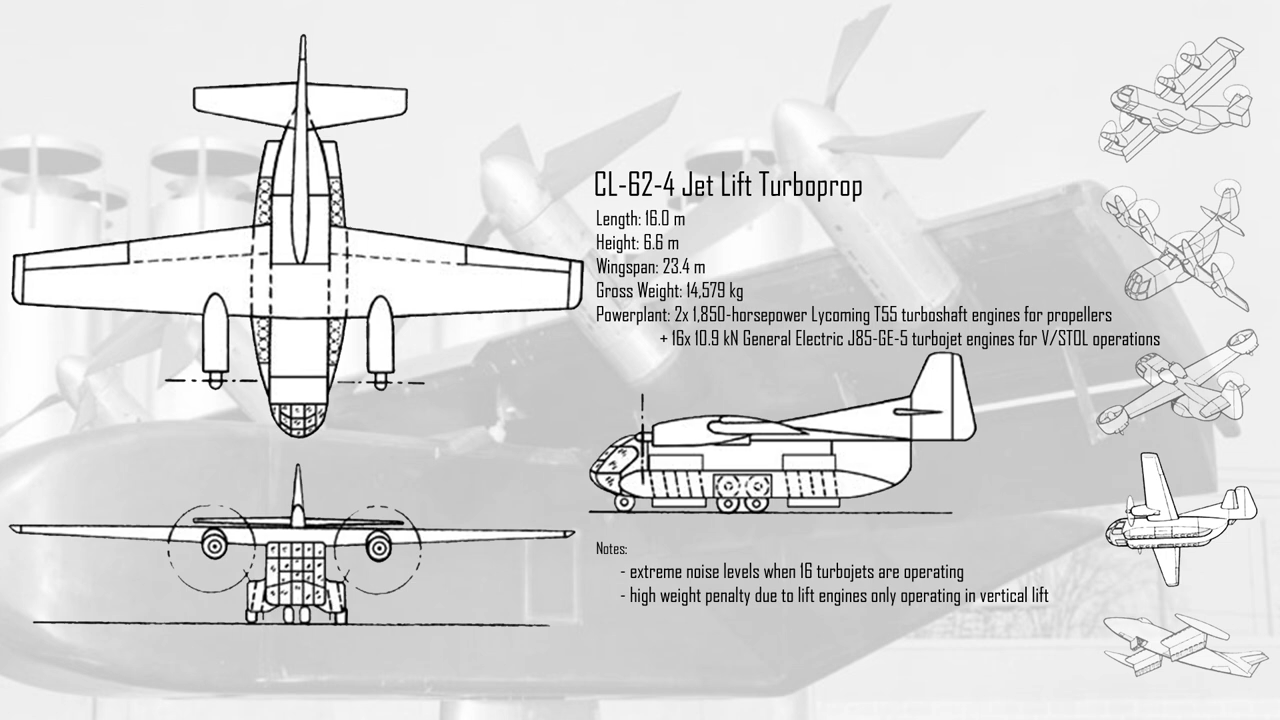 CL-62-4 Jet Lift Turboprop
Length: 16.0 m
Height: 6.6 m
Wingspan: 23.4 m
Gross Weight: 14,579 kg
Powerplant: 2x 1,850-horsepower Lycoming T55 turboshaft engines for propellers
+ 16x 10.9 kN General Electric J85-GE-5 turbojet engines for V/STOL operations
Notes:
- extreme noise levels when 16 turbojets are operating
- high weight penalty due to lift engines only operating in vertical lift